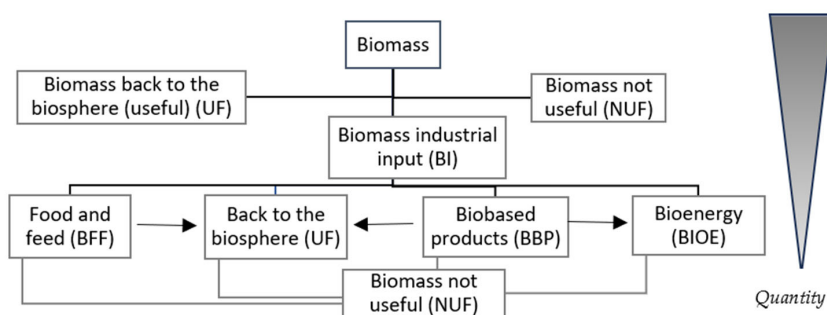 Biomass
Biomass back to the
biosphere (useful) (UF)
Biomass not
useful (NUF)
Biomass industrial
input (BI)
Food and
feed (BFF)
Back to the
biosphere (UF)
Biobased
products (BBP)
Bioenergy
(BIOE)
Biomass not
useful (NUF)
Quantity